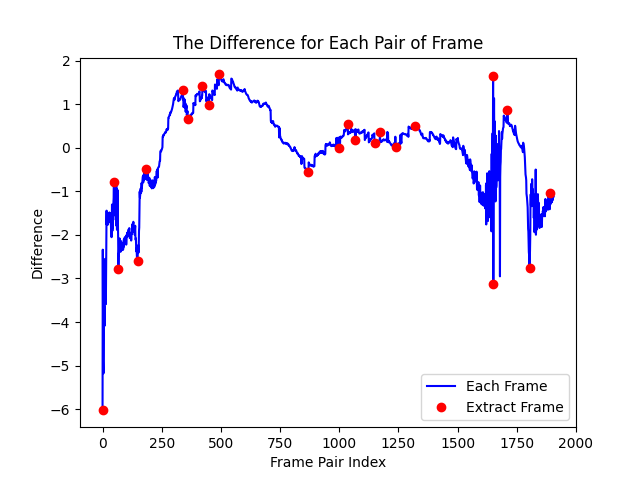 The Difference for Each Pair of Frame
2
1
0
−1
−2
−3
−4
−5
−6
Difference
0 250 500 750 1000 1250 1500 1750 2000
Frame Pair Index
Each Frame
Extract Frame